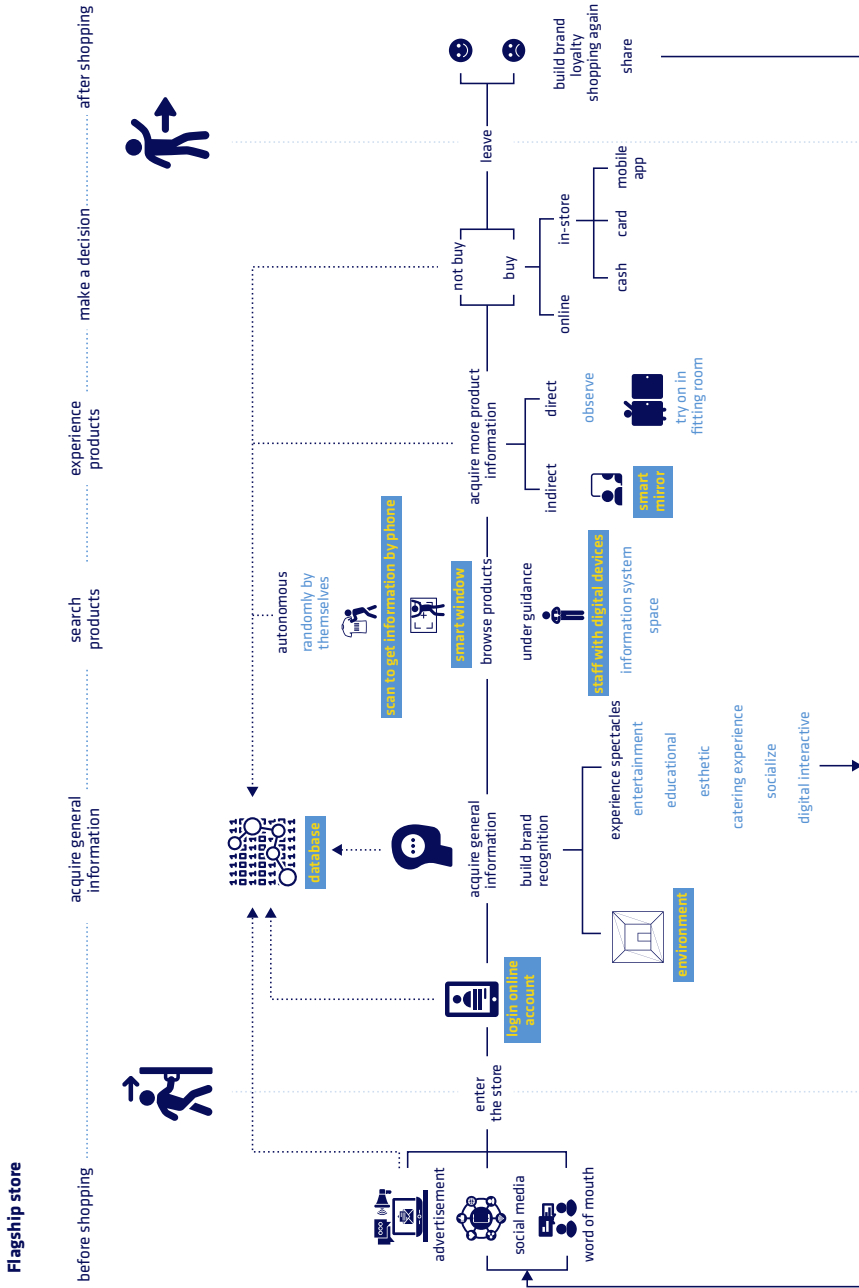 Flagship store
before shopping
acquire general
information
search
products
experience
products
make a decision
after shopping
advertisement
social media
word of mouth
enter
the store
login online
account
database
acquire general
information
build brand
recognition
environment
experience spectacles
entertainment
educational
esthetic
catering experience
socialize
digital interactive
autonomous
randomly by
themselves
scan to get information by phone
smart window
browse products
under guidance
staff with digital devices
information system
space
acquire more product
information
indirect
smart
mirror
direct
observe
try on in
fitting room
not buy
buy
online
in-store
cash
card
mobile
app
leave
build brand
loyalty
shopping again
share